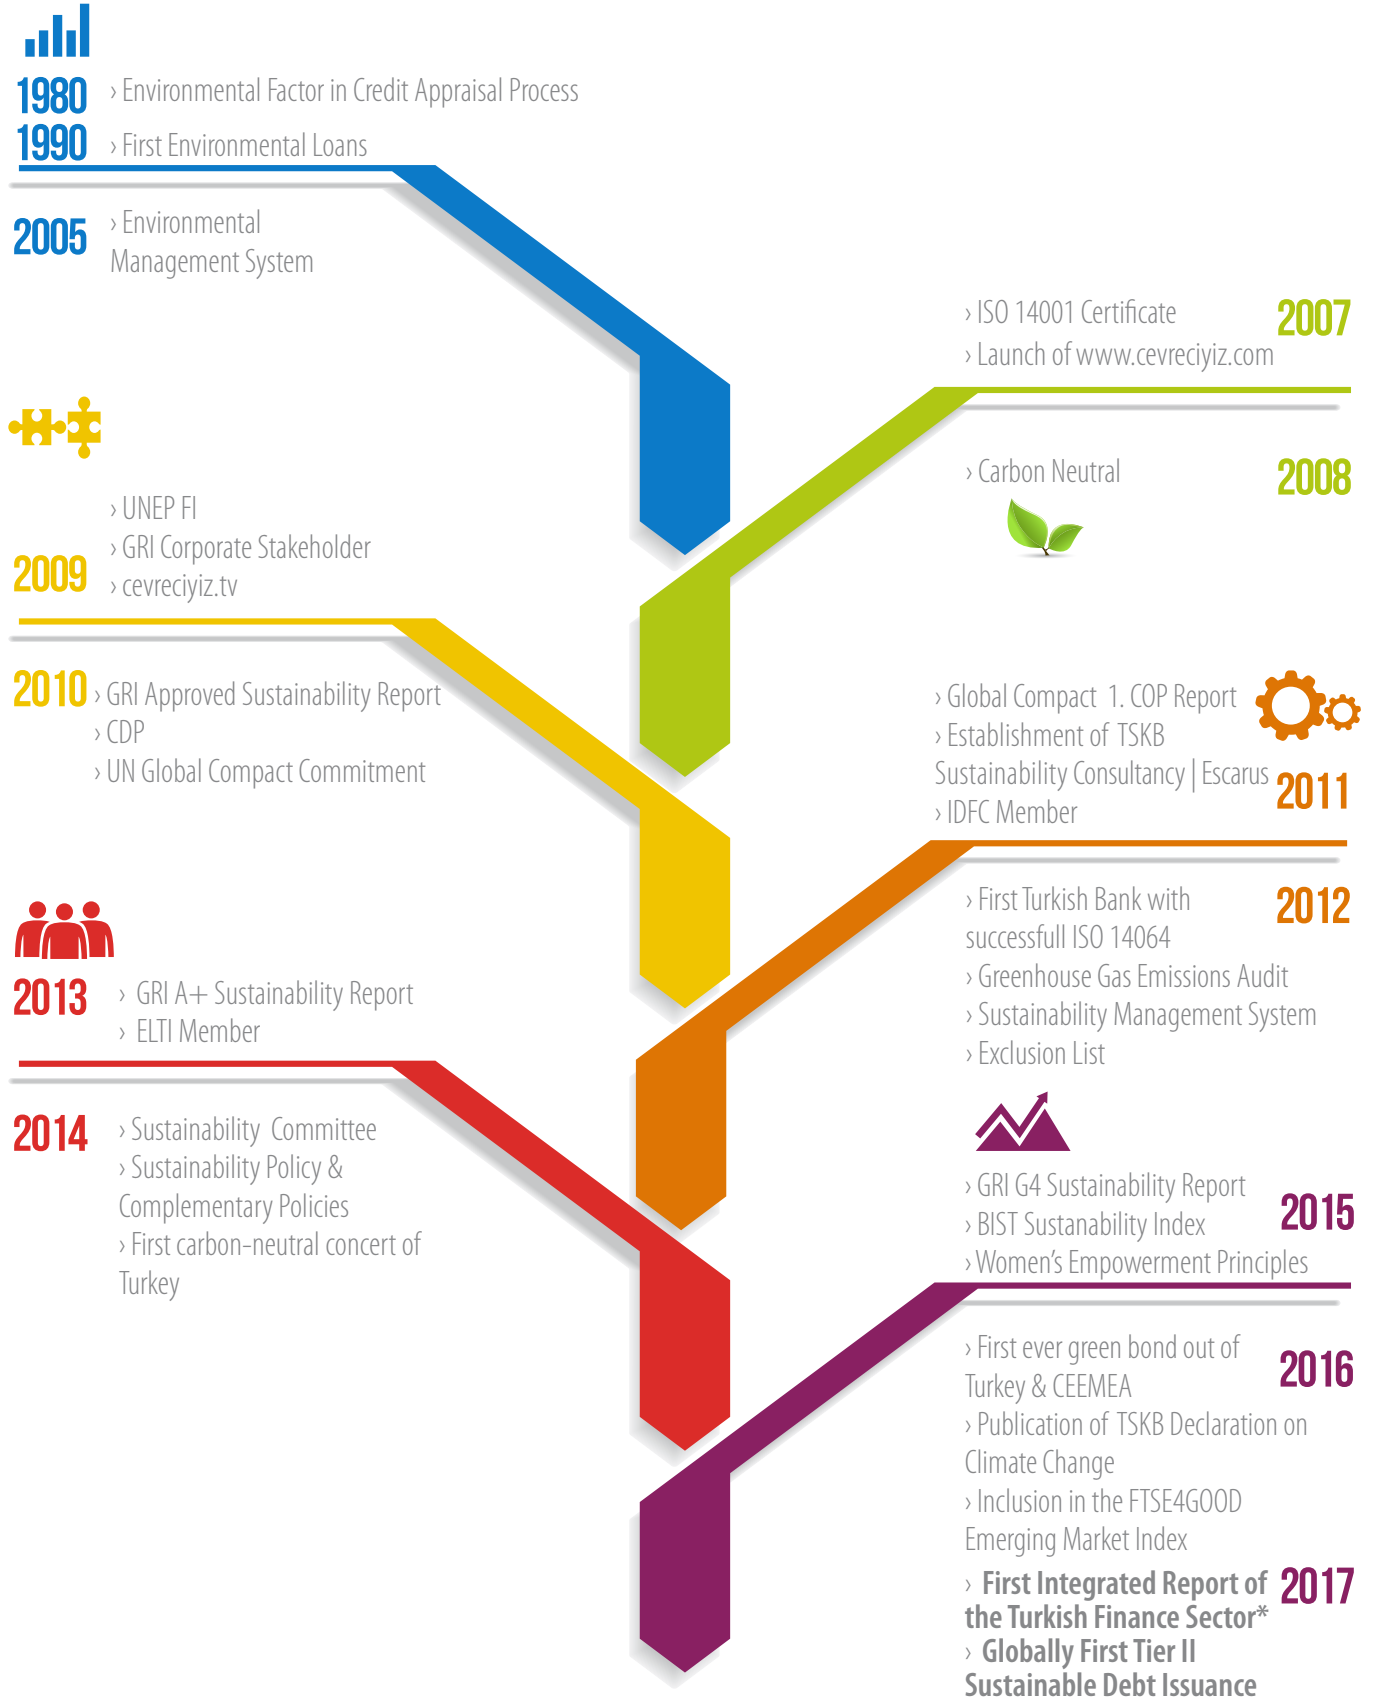 1980
› Environmental Factor in Credit Appraisal Process
1990
› First Environmental Loans
2005
› Environmental
Management System
› ISO 14001 Certificate
› Launch of www.cevreciyiz.com
2007
› Carbon Neutral
2008
› UNEP FI
› GRI Corporate Stakeholder
› cevreciyiz.tv
2009
2010
› GRI Approved Sustainability Report
› CDP
› UN Global Compact Commitment
› Global Compact 1. COP Report
› Establishment of TSKB
Sustainability Consultancy | Escarus
› IDFC Member
2011
› First Turkish Bank with
successfull ISO 14064
› Greenhouse Gas Emissions Audit
› Sustainability Management System
› Exclusion List
2012
2013
› GRI A+ Sustainability Report
› ELTI Member
2014
› Sustainability Committee
› Sustainability Policy &
Complementary Policies
› First carbon-neutral concert of
Turkey
› GRI G4 Sustainability Report
› BIST Sustanability Index
› Women's Empowerment Principles
2015
› First ever green bond out of
Turkey & CEEMEA
› Publication of TSKB Declaration on
Climate Change
› Inclusion in the FTSE4GOOD
Emerging Market Index
2016
› First Integrated Report of
the Turkish Finance Sector*
› Globally First Tier II
Sustainable Debt Issuance
2017